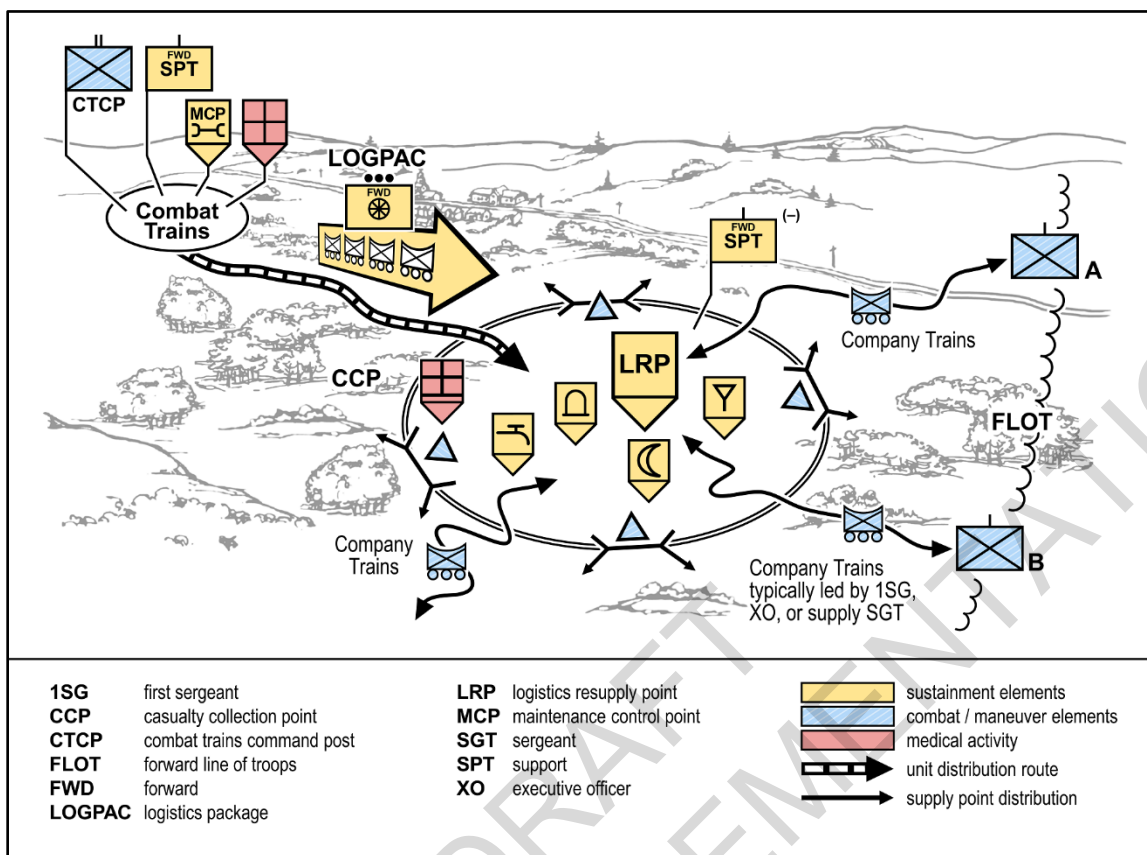 FWD
SPT
CTCP
MCP
LOGPAC
FWD
Combat
Trains
FWD
SPT
(–)
A
Company Trains
LRP
CCP
FLOT
Company
Trains
B
Company Trains
typically led by 1SG,
XO, or supply SGT
1SG first sergeant
CCP casualty collection point
CTCP combat trains command post
FLOT forward line of troops
FWD forward
LOGPAC logistics package
LRP logistics resupply point
MCP maintenance control point
SGT sergeant
SPT support
XO executive officer
sustainment elements
combat / maneuver elements
medical activity
unit distribution route
supply point distribution
DRAFT